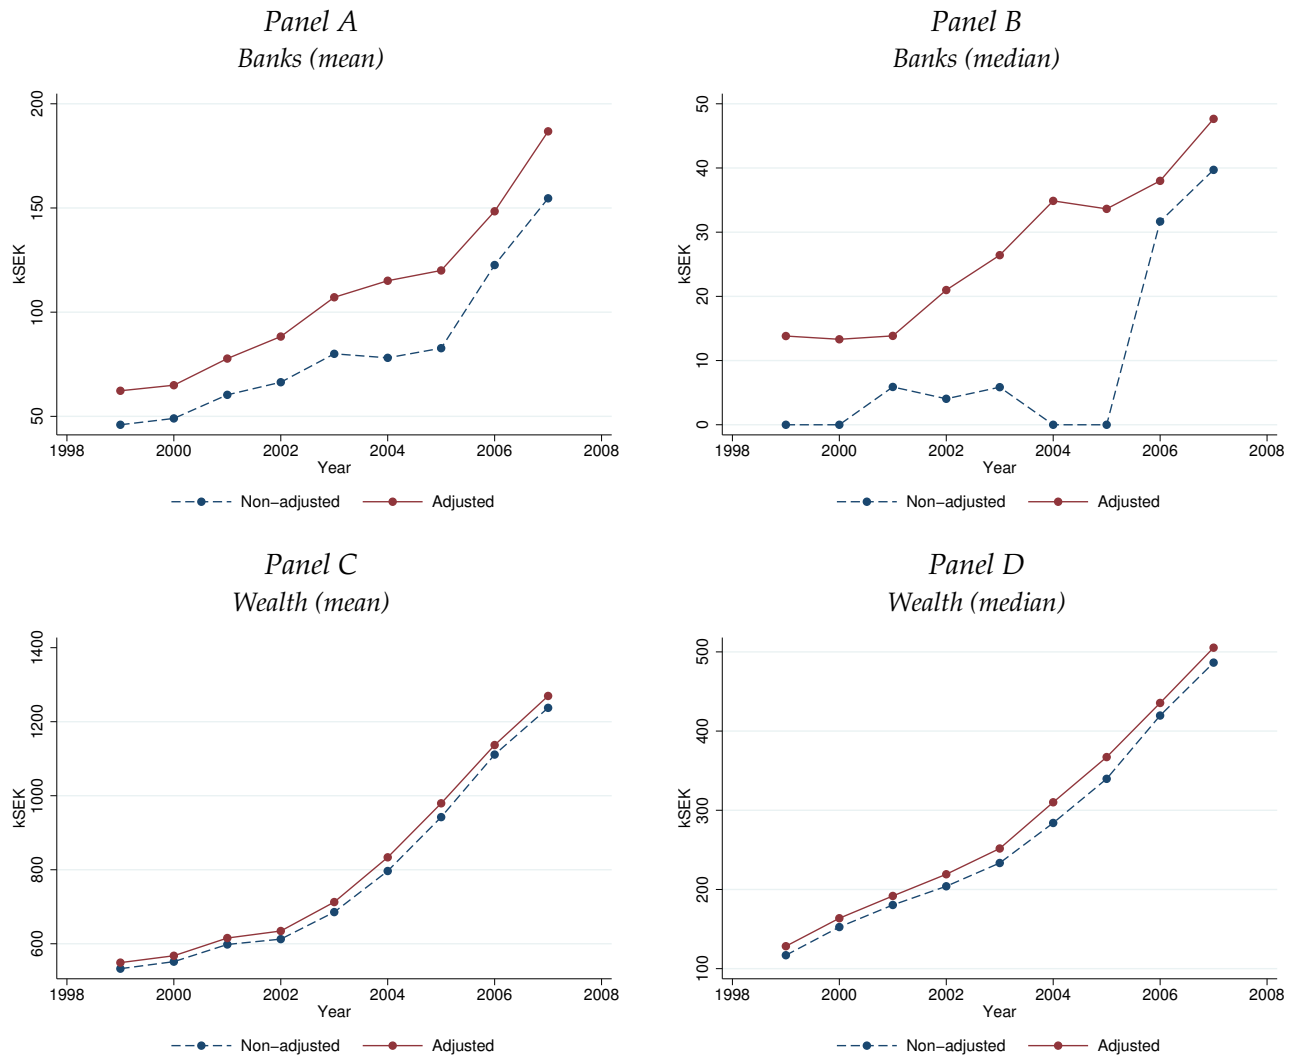 Panel A
Banks (mean)
200
150
100
50
kSEK
1998 2000 2002 2004 2006 2008
Year
Non-adjusted Adjusted
Panel B
Banks (median)
50
40
30
20
10
0
kSEK
1998 2000 2002 2004 2006 2008
Year
Non-adjusted Adjusted
Panel C
Wealth (mean)
1400
1200
1000
800
600
kSEK
1998 2000 2002 2004 2006 2008
Year
Non-adjusted Adjusted
Panel D
Wealth (median)
500
400
300
200
100
kSEK
1998 2000 2002 2004 2006 2008
Year
Non-adjusted Adjusted